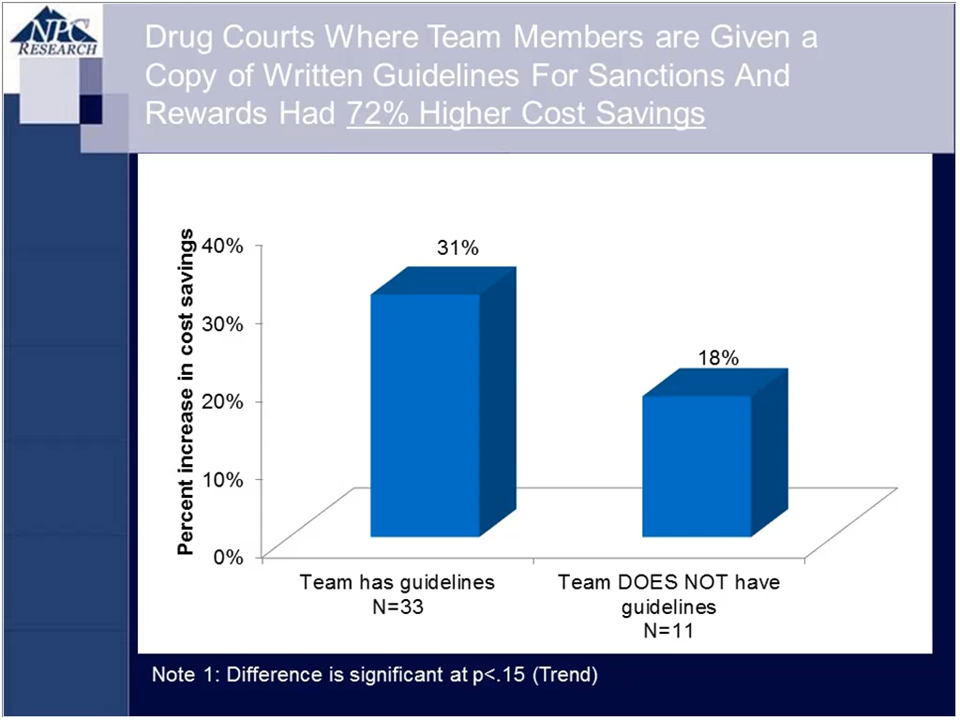 NPC
RESEARCH
Drug Courts Where Team Members are Given a
Copy of Written Guidelines For Sanctions And
Rewards Had 72% Higher Cost Savings
Percent increase in cost savings
40%
30%
20%
10%
0%
31%
18%
Team has guidelines
N=33
Team DOES NOT have
guidelines
N=11
Note 1: Difference is significant at p<.15 (Trend)